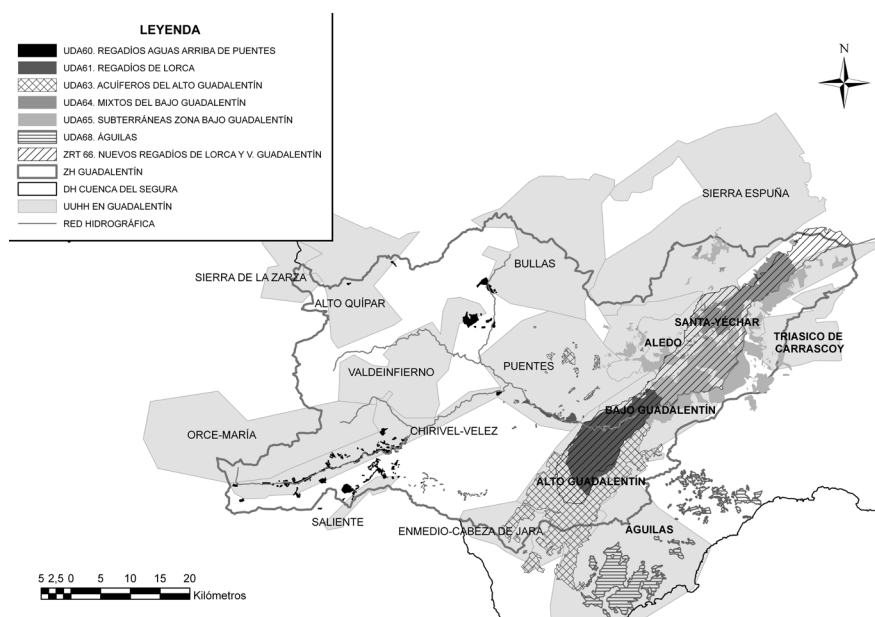 LEYENDA
UDA60. REGADÍOS AGUAS ARRIBA DE PUENTES
UDA61. REGADÍOS DE LORCA
UDA63. ACUÍFEROS DEL ALTO GUADALENTÍN
UDA64. MIXTOS DEL BAJO GUADALENTÍN
UDA65. SUBTERRÁNEAS ZONA BAJO GUADALENTÍN
UDA68. ÁGUILAS
ZRT 66. NUEVOS REGADÍOS DE LORCA Y V. GUADALENTÍN
ZH GUADALENTÍN
DH CUENCA DEL SEGURA
UUHH EN GUADALENTÍN
RED HIDROGRÁFICA
N
SIERRA ESPUÑA
BULLAS
SIERRA DE LA ZARZA
ALTO QUÍPAR
SANTA-YÉCHAR
TRIASICO DE
CARRASCOY
ALEDO
PUENTES
VALDEINFIERNO
BAJO GUADALENTÍN
CHIRIVEL-VELEZ
ORCE-MARÍA
ALTO GUADALENTÍN
SALIENTE
ENMEDIO-CABEZA DE JARA
ÁGUILAS
5 2,5 0 5 10 15 20
Kilómetros